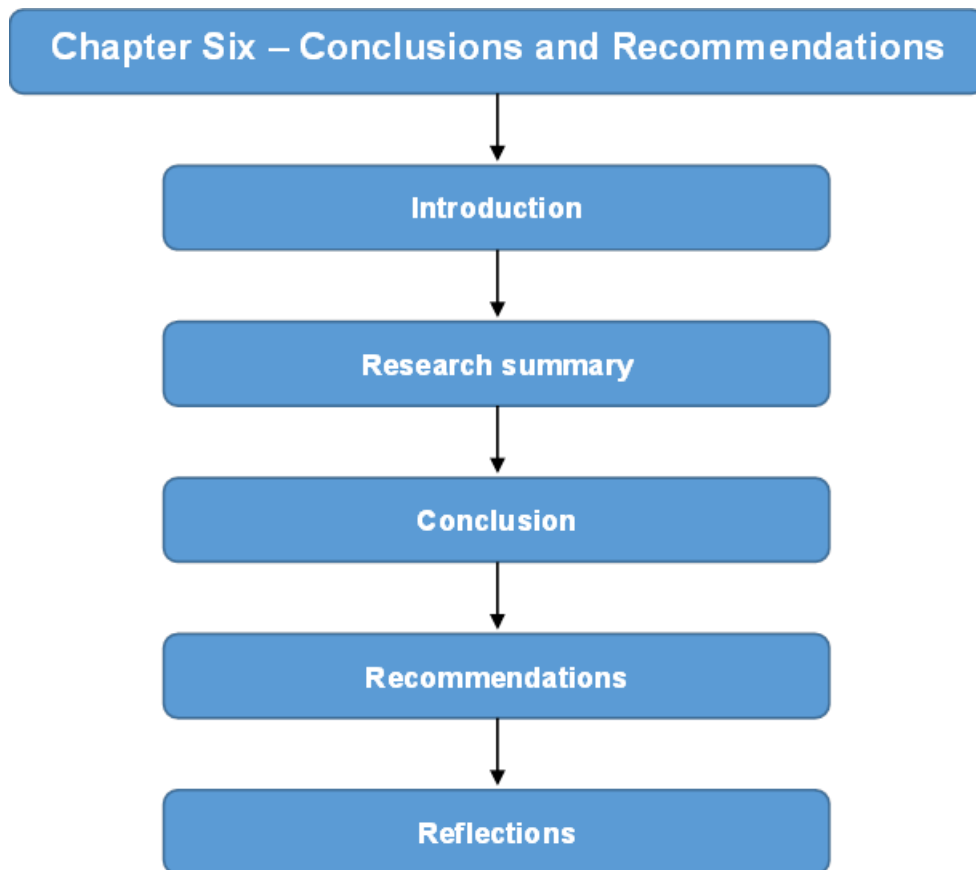 Chapter Six – Conclusions and Recommendations
Introduction
Research summary
Conclusion
Recommendations
Reflections